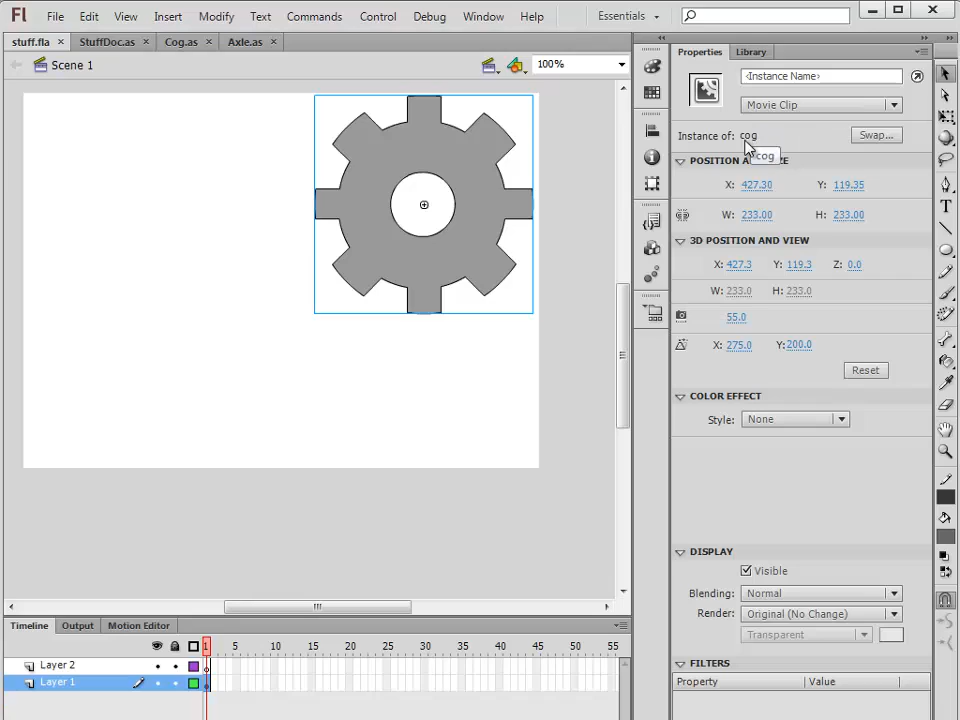 Fl File Edit View Insert Modify Text Commands Control Debug Window Help Essentials
stuff.fla × StuffDoc.as × Cog.as × Axle.as ×
Scene 1 100%
Properties Library
<Instance Name>
Movie Clip
Instance of: cog Swap...
cog
POSITION A ZE
X: 427.30 Y: 119.35
W: 233.00 H: 233.00
3D POSITION AND VIEW
X: 427.3 Y: 119.3 Z: 0.0
W: 233.0 H: 233.0
55.0
X: 275.0 Y: 200.0
Reset
COLOR EFFECT
Style: None
DISPLAY
Visible
Blending: Normal
Render: Original (No Change)
Transparent
FILTERS
Property Value
Timeline Output Motion Editor
1 5 10 15 20 25 30 35 40 45 50 55
Layer 2
Layer 1